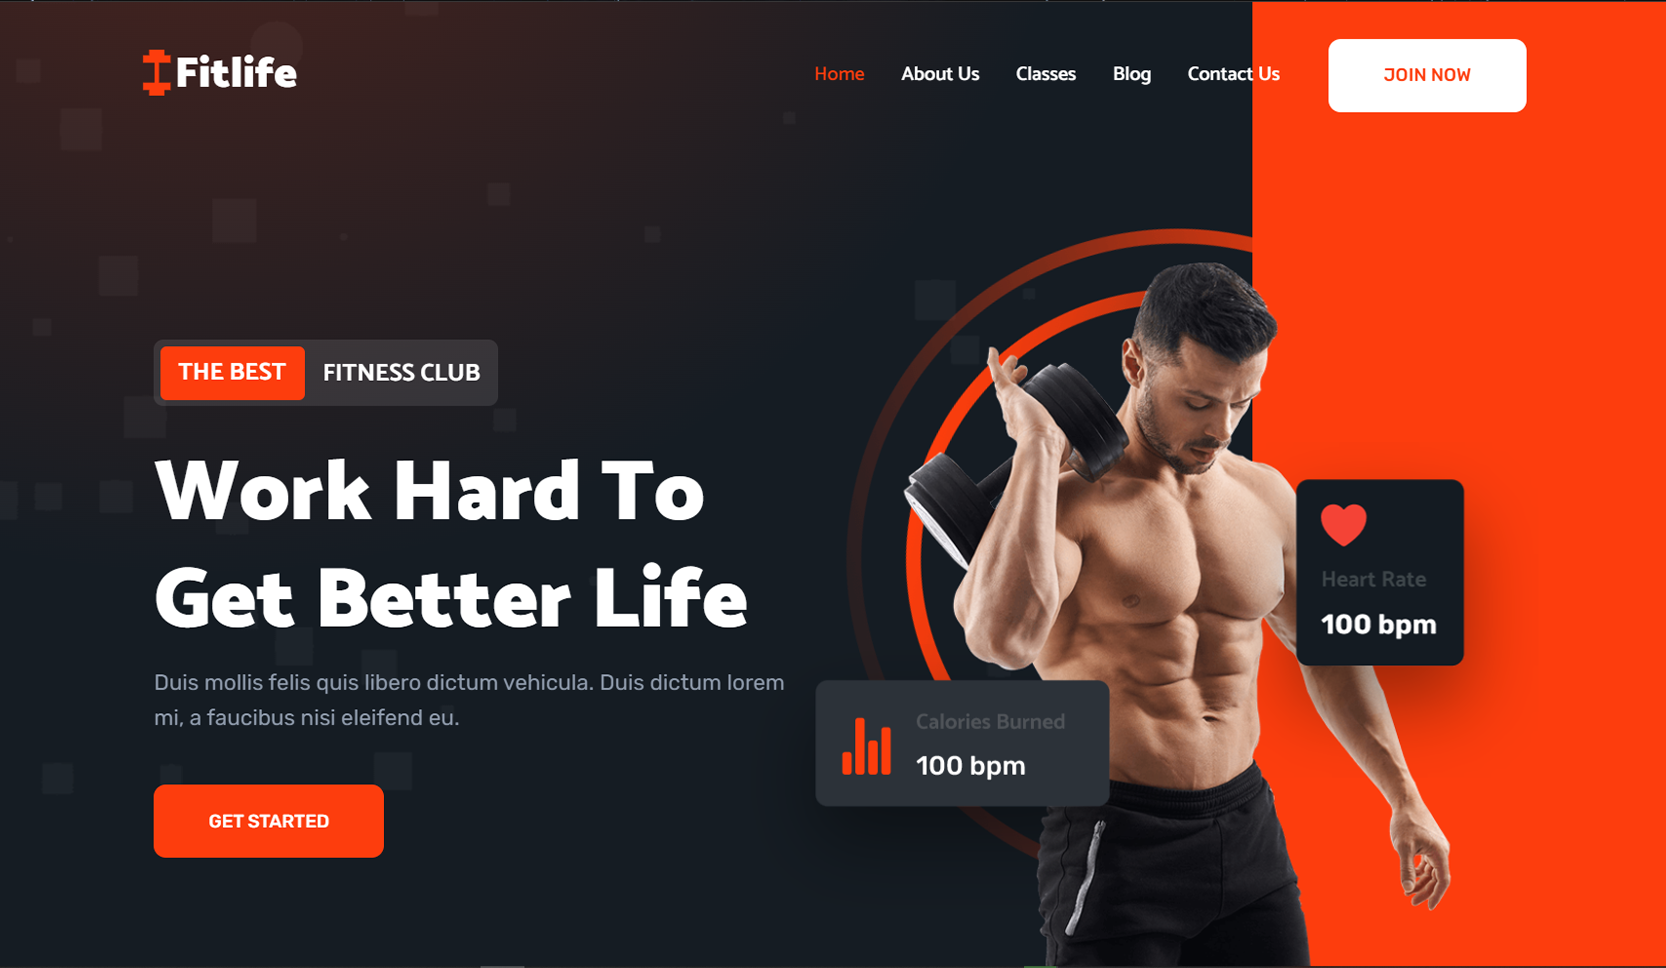 Fitlife
Home About Us Classes Blog Contact Us JOIN NOW
THE BEST FITNESS CLUB
Work Hard To
Get Better Life
Duis mollis felis quis libero dictum vehicula. Duis dictum lorem
mi, a faucibus nisi eleifend eu.
GET STARTED
Heart Rate
100 bpm
Calories Burned
100 bpm